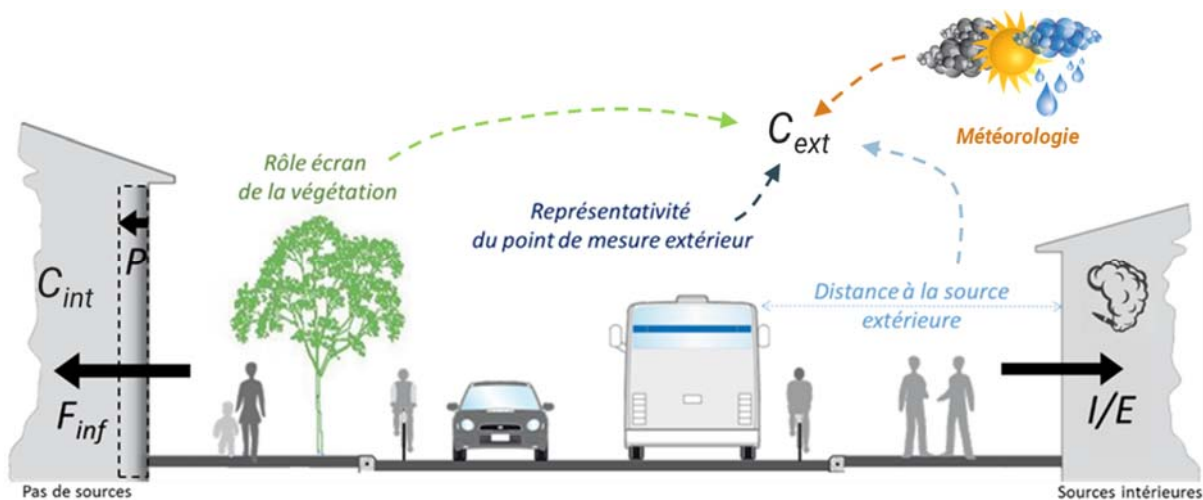 Météorologie
C_ext
Rôle écran
de la végétation
Représentativité
du point de mesure extérieur
P
C_int
Distance à la source
extérieure
F_inf
I/E
Pas de sources
Sources intérieures